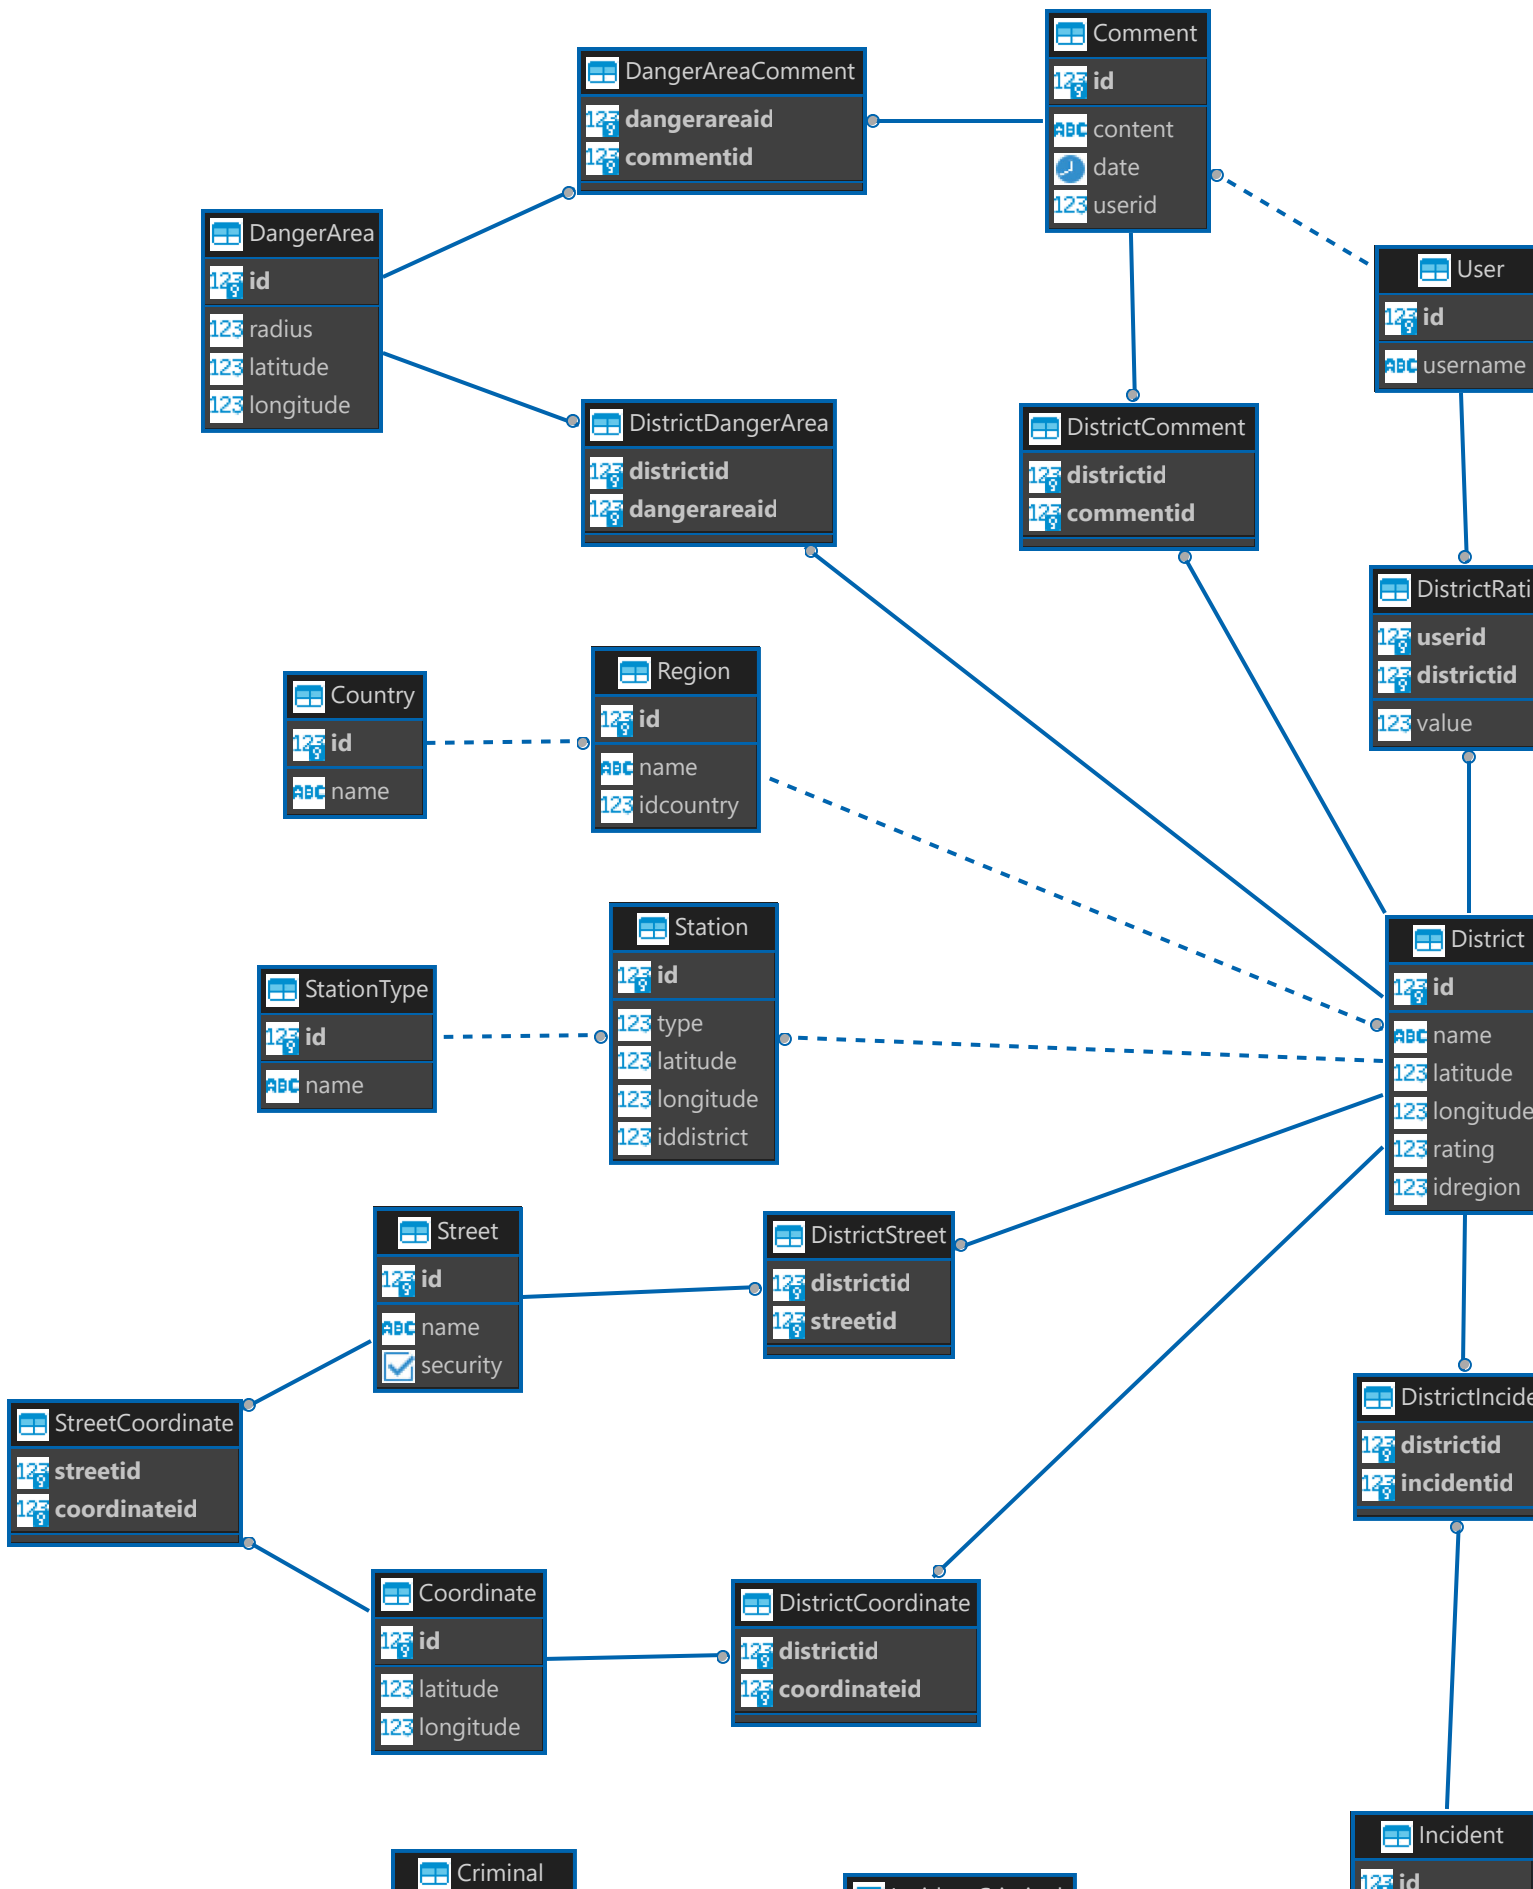 Comment
id
content
date
userid
DangerAreaComment
dangerareaid
commentid
DangerArea
id
radius
latitude
longitude
User
id
username
DistrictDangerArea
districtid
dangerareaid
DistrictComment
districtid
commentid
DistrictRati
userid
districtid
value
Country
id
name
Region
id
name
idcountry
StationType
id
name
Station
id
type
latitude
longitude
iddistrict
District
id
name
latitude
longitude
rating
idregion
Street
id
name
security
DistrictStreet
districtid
streetid
StreetCoordinate
streetid
coordinateid
DistrictIncide
districtid
incidentid
Coordinate
id
latitude
longitude
DistrictCoordinate
districtid
coordinateid
Criminal
Incident
id